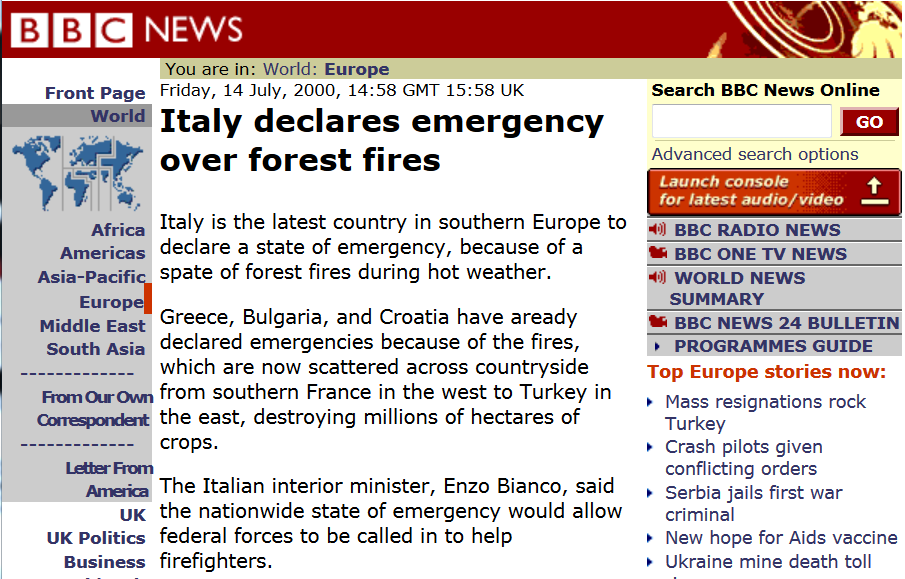 BBC NEWS
You are in: World: Europe
Front Page
World
Africa
Americas
Asia-Pacific
Europe
Middle East
South Asia
-------------
From Our Own
Correspondent
-------------
Letter From
America
UK
UK Politics
Business
Friday, 14 July, 2000, 14:58 GMT 15:58 UK
Italy declares emergency
over forest fires
Italy is the latest country in southern Europe to
declare a state of emergency, because of a
spate of forest fires during hot weather.
Greece, Bulgaria, and Croatia have aready
declared emergencies because of the fires,
which are now scattered across countryside
from southern France in the west to Turkey in
the east, destroying millions of hectares of
crops.
The Italian interior minister, Enzo Bianco, said
the nationwide state of emergency would allow
federal forces to be called in to help
firefighters.
Search BBC News Online
GO
Advanced search options
Launch console
for latest audio/video
BBC RADIO NEWS
BBC ONE TV NEWS
WORLD NEWS
SUMMARY
BBC NEWS 24 BULLETIN
PROGRAMMES GUIDE
Top Europe stories now:
Mass resignations rock
Turkey
Crash pilots given
conflicting orders
Serbia jails first war
criminal
New hope for Aids vaccine
Ukraine mine death toll